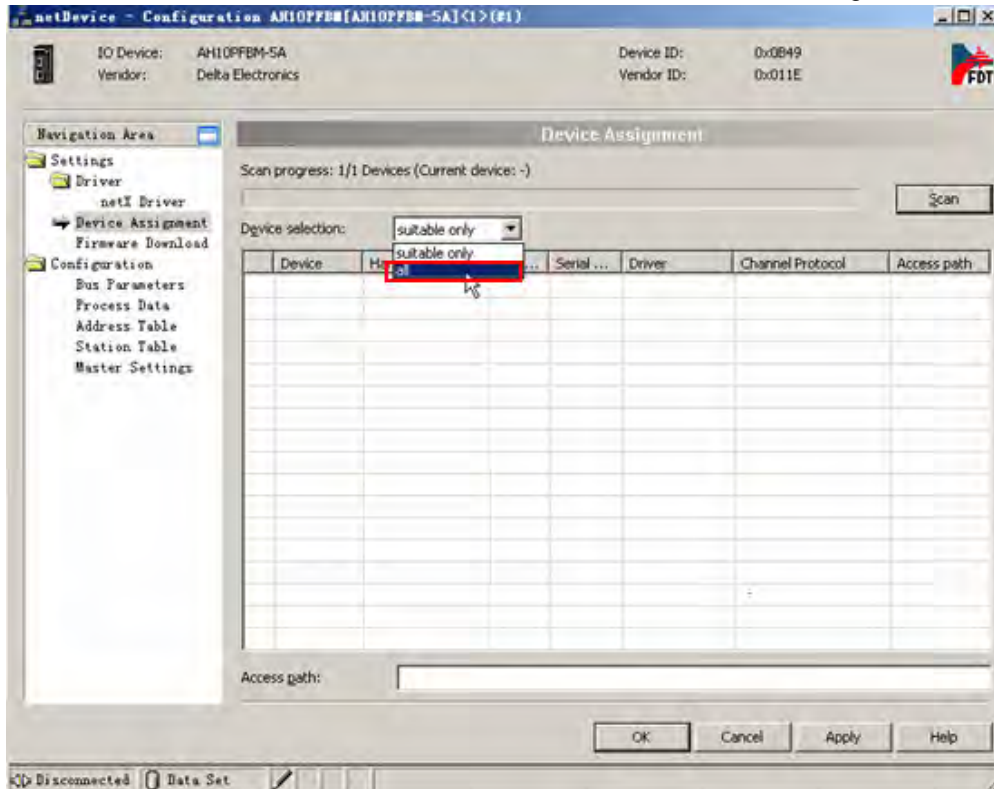 netDevice - Configuration AH10PFBM[AH10PFBM-5A]<1>(#1)
IO Device: AH10PFBM-5A Device ID: 0x0B49
Vendor: Delta Electronics Vendor ID: 0x011E
FDT
Navigation Area
Device Assignment
Settings
Driver
netX Driver
Device Assignment
Firmware Download
Configuration
Bus Parameters
Process Data
Address Table
Station Table
Master Settings
Scan progress: 1/1 Devices (Current device: -)
Scan
Device selection: suitable only
suitable only
all
Device Ha ... Serial ... Driver Channel Protocol Access path
Access path:
OK Cancel Apply Help
Disconnected Data Set